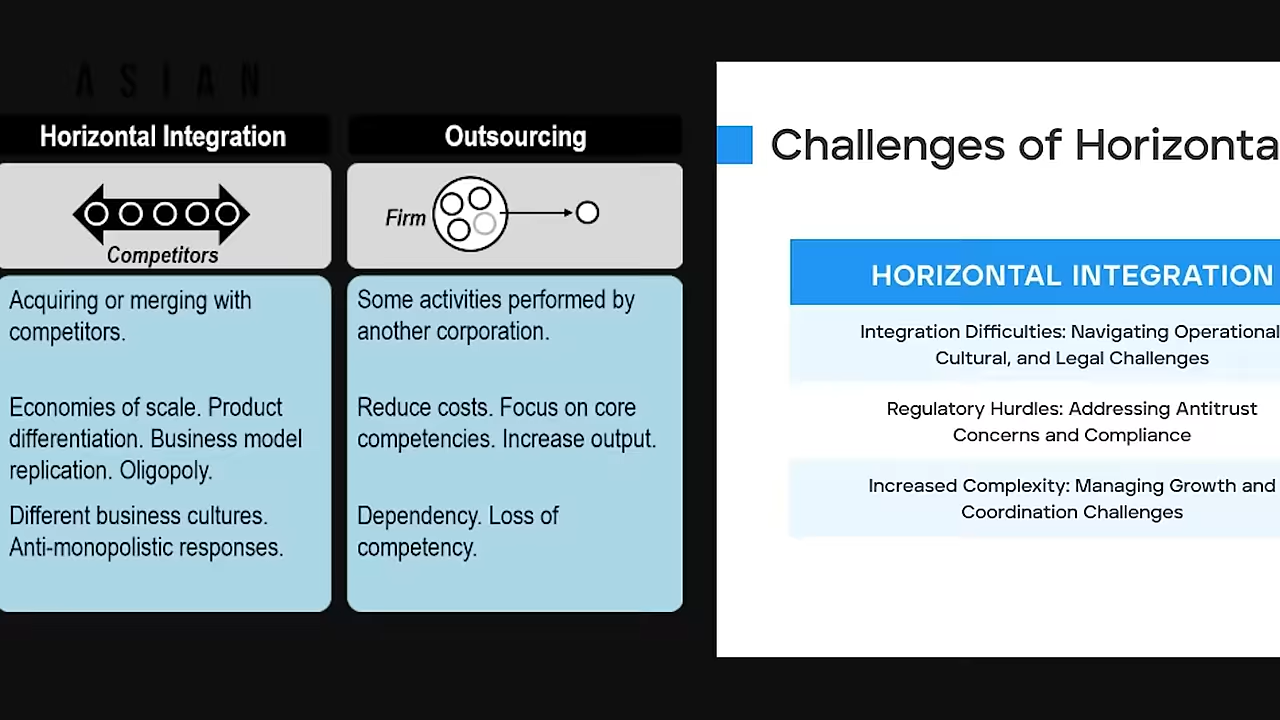 ASIAN
Horizontal Integration
Competitors
Acquiring or merging with
competitors.
Economies of scale. Product
differentiation. Business model
replication. Oligopoly.
Different business cultures.
Anti-monopolistic responses.
Outsourcing
Firm
Some activities performed by
another corporation.
Reduce costs. Focus on core
competencies. Increase output.
Dependency. Loss of
competency.
Challenges of Horizonta
HORIZONTAL INTEGRATION
Integration Difficulties: Navigating Operational
Cultural, and Legal Challenges
Regulatory Hurdles: Addressing Antitrust
Concerns and Compliance
Increased Complexity: Managing Growth and
Coordination Challenges